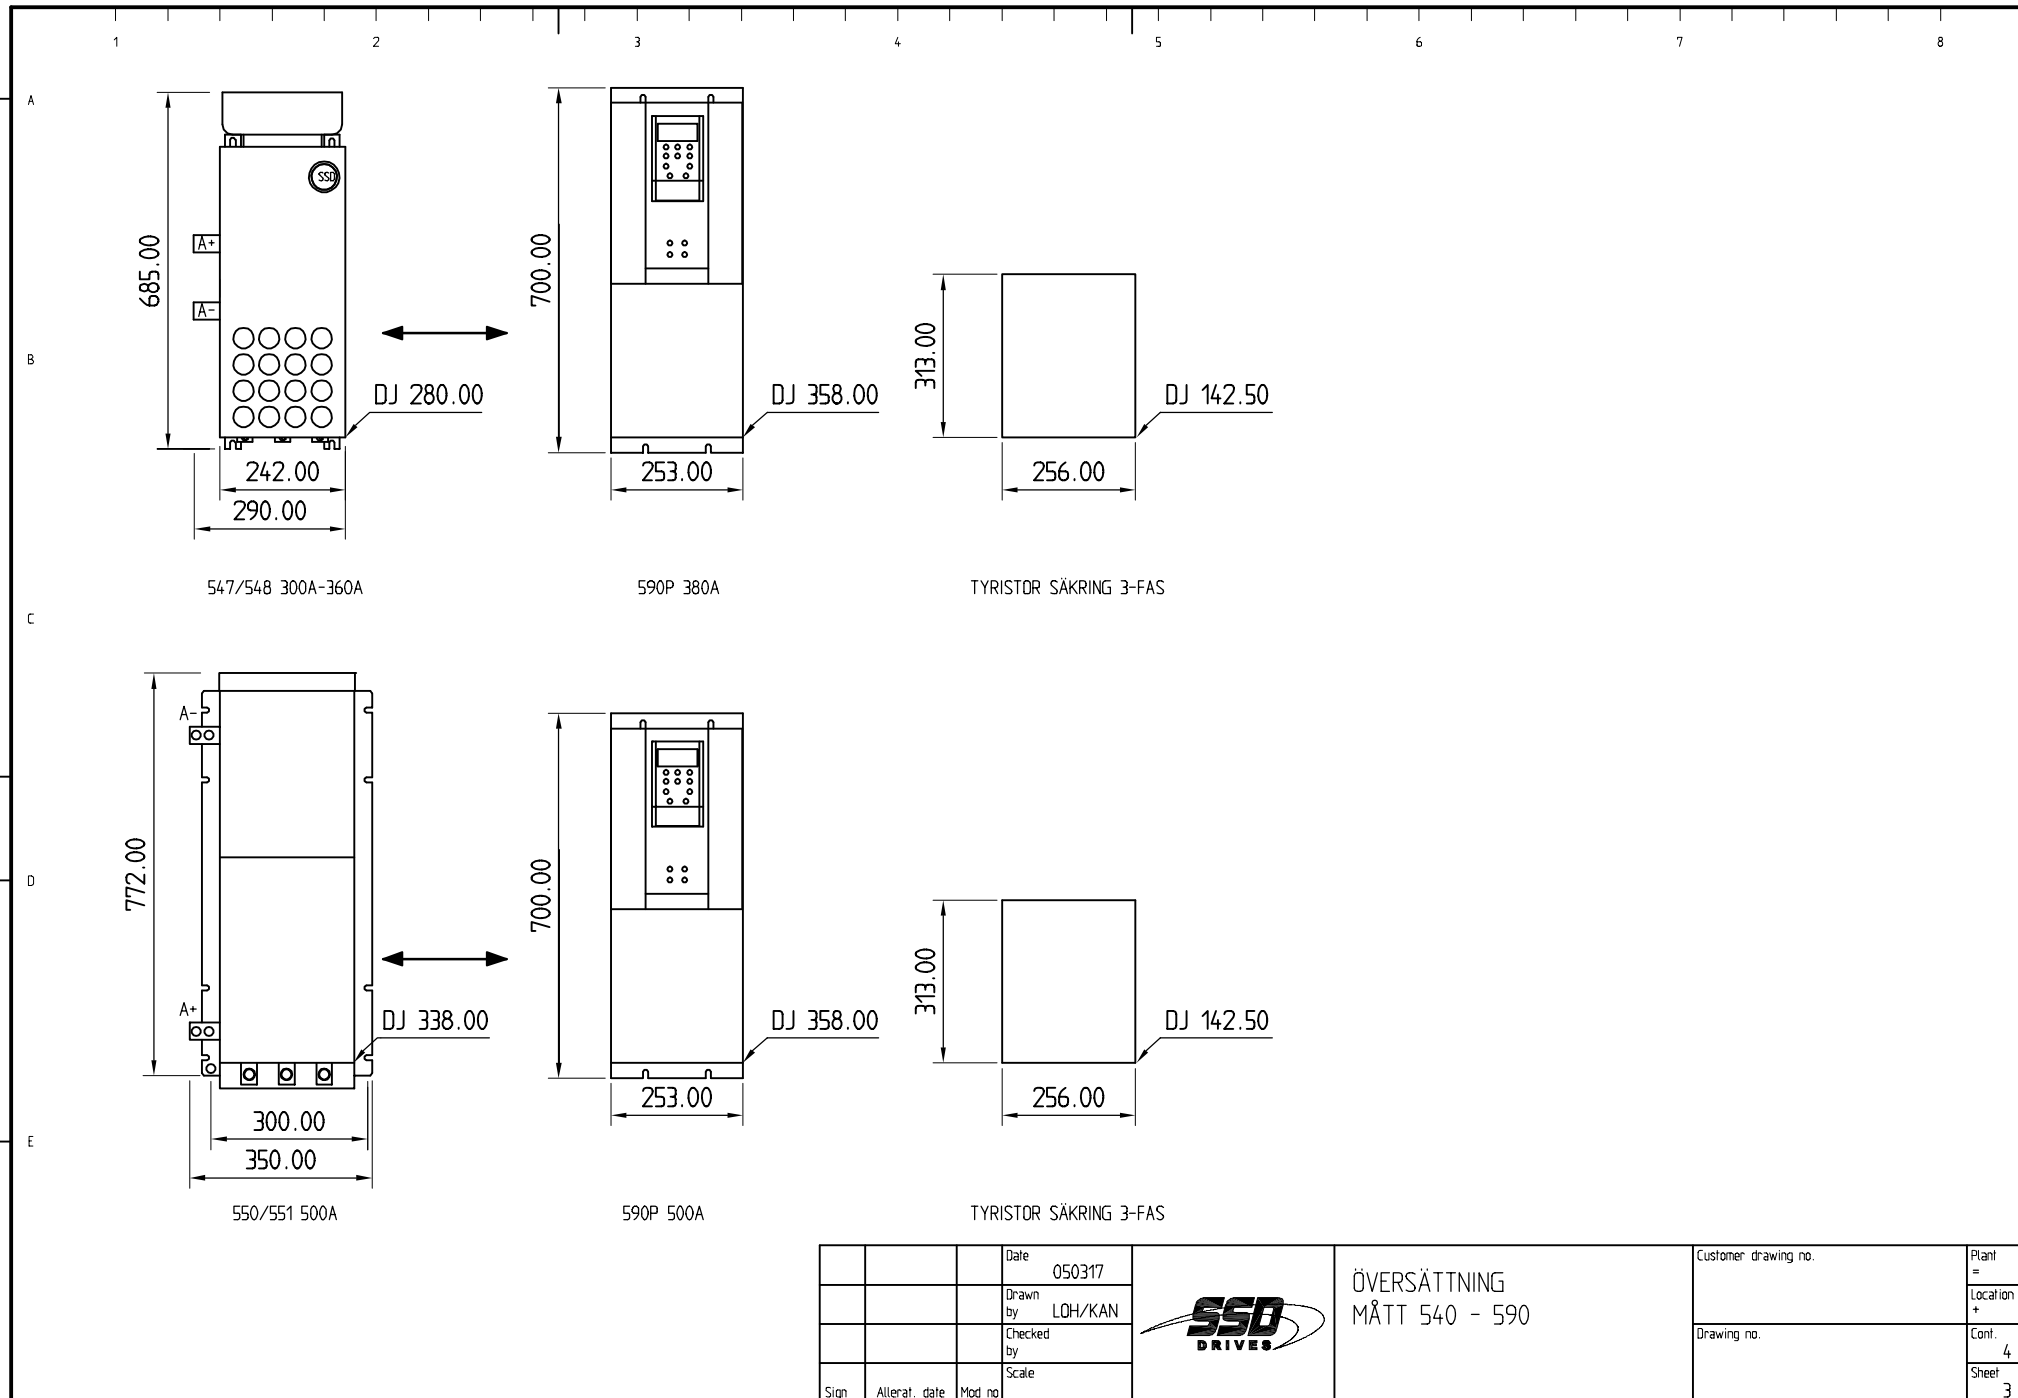 1 2 3 4 5 6 7 8
A
B
C
D
E
SSD
A+
A-
685.00
DJ 280.00
242.00
290.00
547/548 300A-360A
700.00
DJ 358.00
253.00
590P 380A
313.00
DJ 142.50
256.00
TYRISTOR SÄKRING 3-FAS
A-
A+
772.00
DJ 338.00
300.00
350.00
550/551 500A
700.00
DJ 358.00
253.00
590P 500A
313.00
DJ 142.50
256.00
TYRISTOR SÄKRING 3-FAS
Date
050317
Drawn
by LOH/KAN
Checked
by
Scale
Sign Allerat. date Mod no
SSD
DRIVES
ÖVERSÄTTNING
MÅTT 540 - 590
Customer drawing no.
Drawing no.
Plant
=
Location
+
Cont.
4
Sheet
3